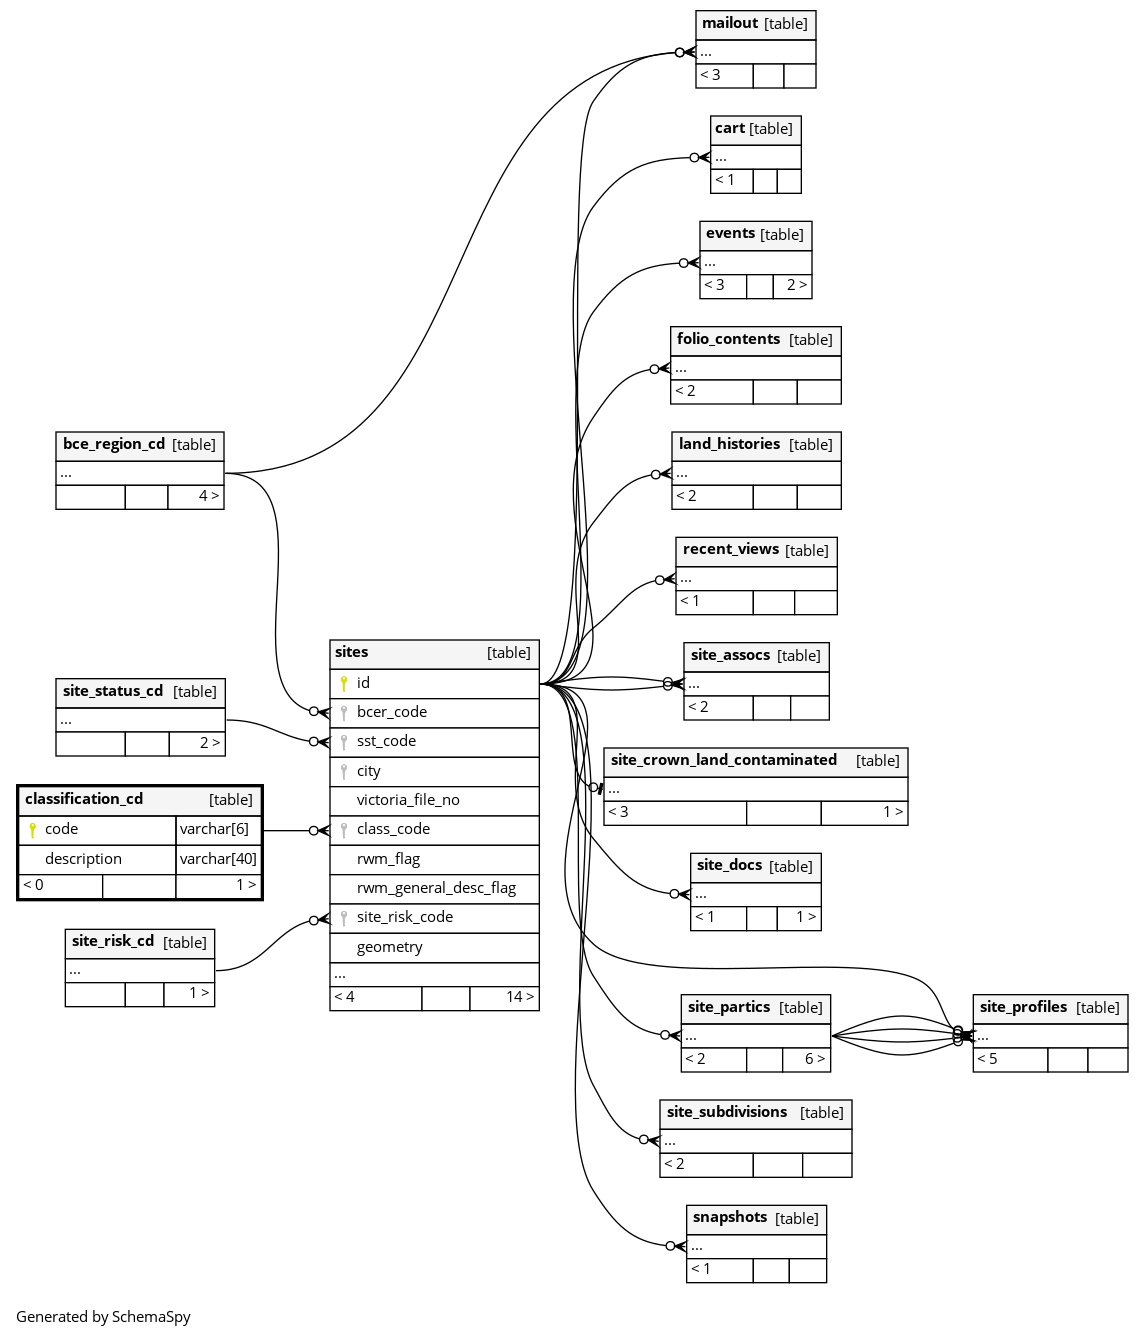 mailout [table]
...
< 3
cart [table]
...
< 1
events [table]
...
< 3 2 >
folio_contents [table]
...
< 2
bce_region_cd [table]
...
4 >
land_histories [table]
...
< 2
recent_views [table]
...
< 1
sites [table]
id
bcer_code
sst_code
city
victoria_file_no
class_code
rwm_flag
rwm_general_desc_flag
site_risk_code
geometry
...
< 4 14 >
site_assocs [table]
...
< 2
site_status_cd [table]
...
2 >
site_crown_land_contaminated [table]
...
< 3 1 >
classification_cd [table]
code varchar[6]
description varchar[40]
< 0 1 >
site_docs [table]
...
< 1 1 >
site_risk_cd [table]
...
1 >
site_partics [table]
...
< 2 6 >
site_profiles [table]
...
< 5
site_subdivisions [table]
...
< 2
snapshots [table]
...
< 1
Generated by SchemaSpy